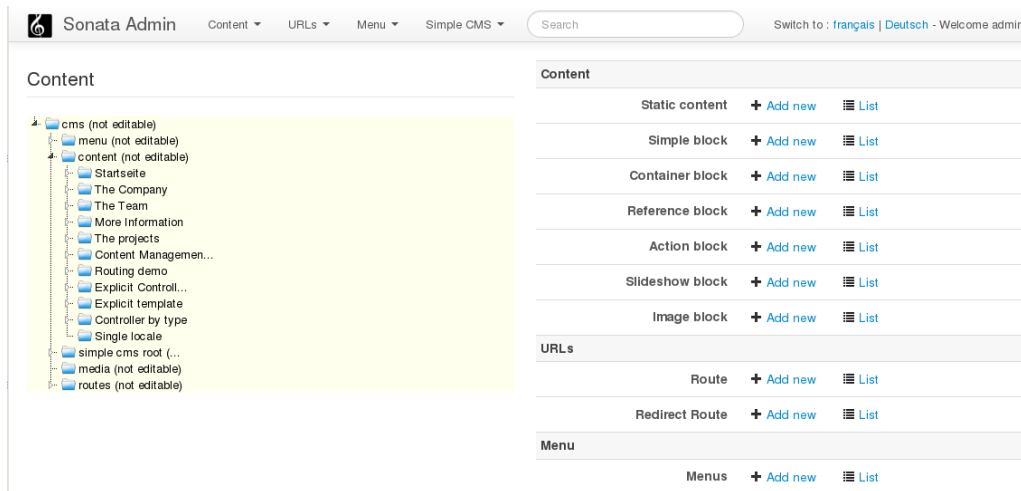 Sonata Admin Content URLs Menu Simple CMS Search Switch to : français | Deutsch - Welcome admin
Content
cms (not editable)
menu (not editable)
content (not editable)
Startseite
The Company
The Team
More Information
The projects
Content Managemen...
Routing demo
Explicit Controll...
Explicit template
Controller by type
Single locale
simple cms root (...
media (not editable)
routes (not editable)
Content
Static content Add new List
Simple block Add new List
Container block Add new List
Reference block Add new List
Action block Add new List
Slideshow block Add new List
Image block Add new List
URLs
Route Add new List
Redirect Route Add new List
Menu
Menus Add new List